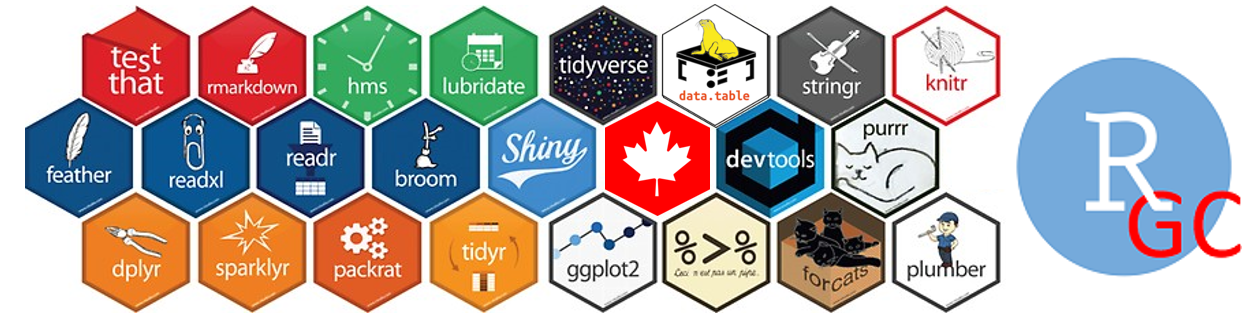 test
that
rmarkdown
hms
lubridate
tidyverse
data.table
stringr
knitr
feather
readxl
readr
broom
Shiny
devtools
purrr
dplyr
sparklyr
packrat
tidyr
ggplot2
%>%
Ceci n'est pas un pipe.
forcats
plumber
R
GC